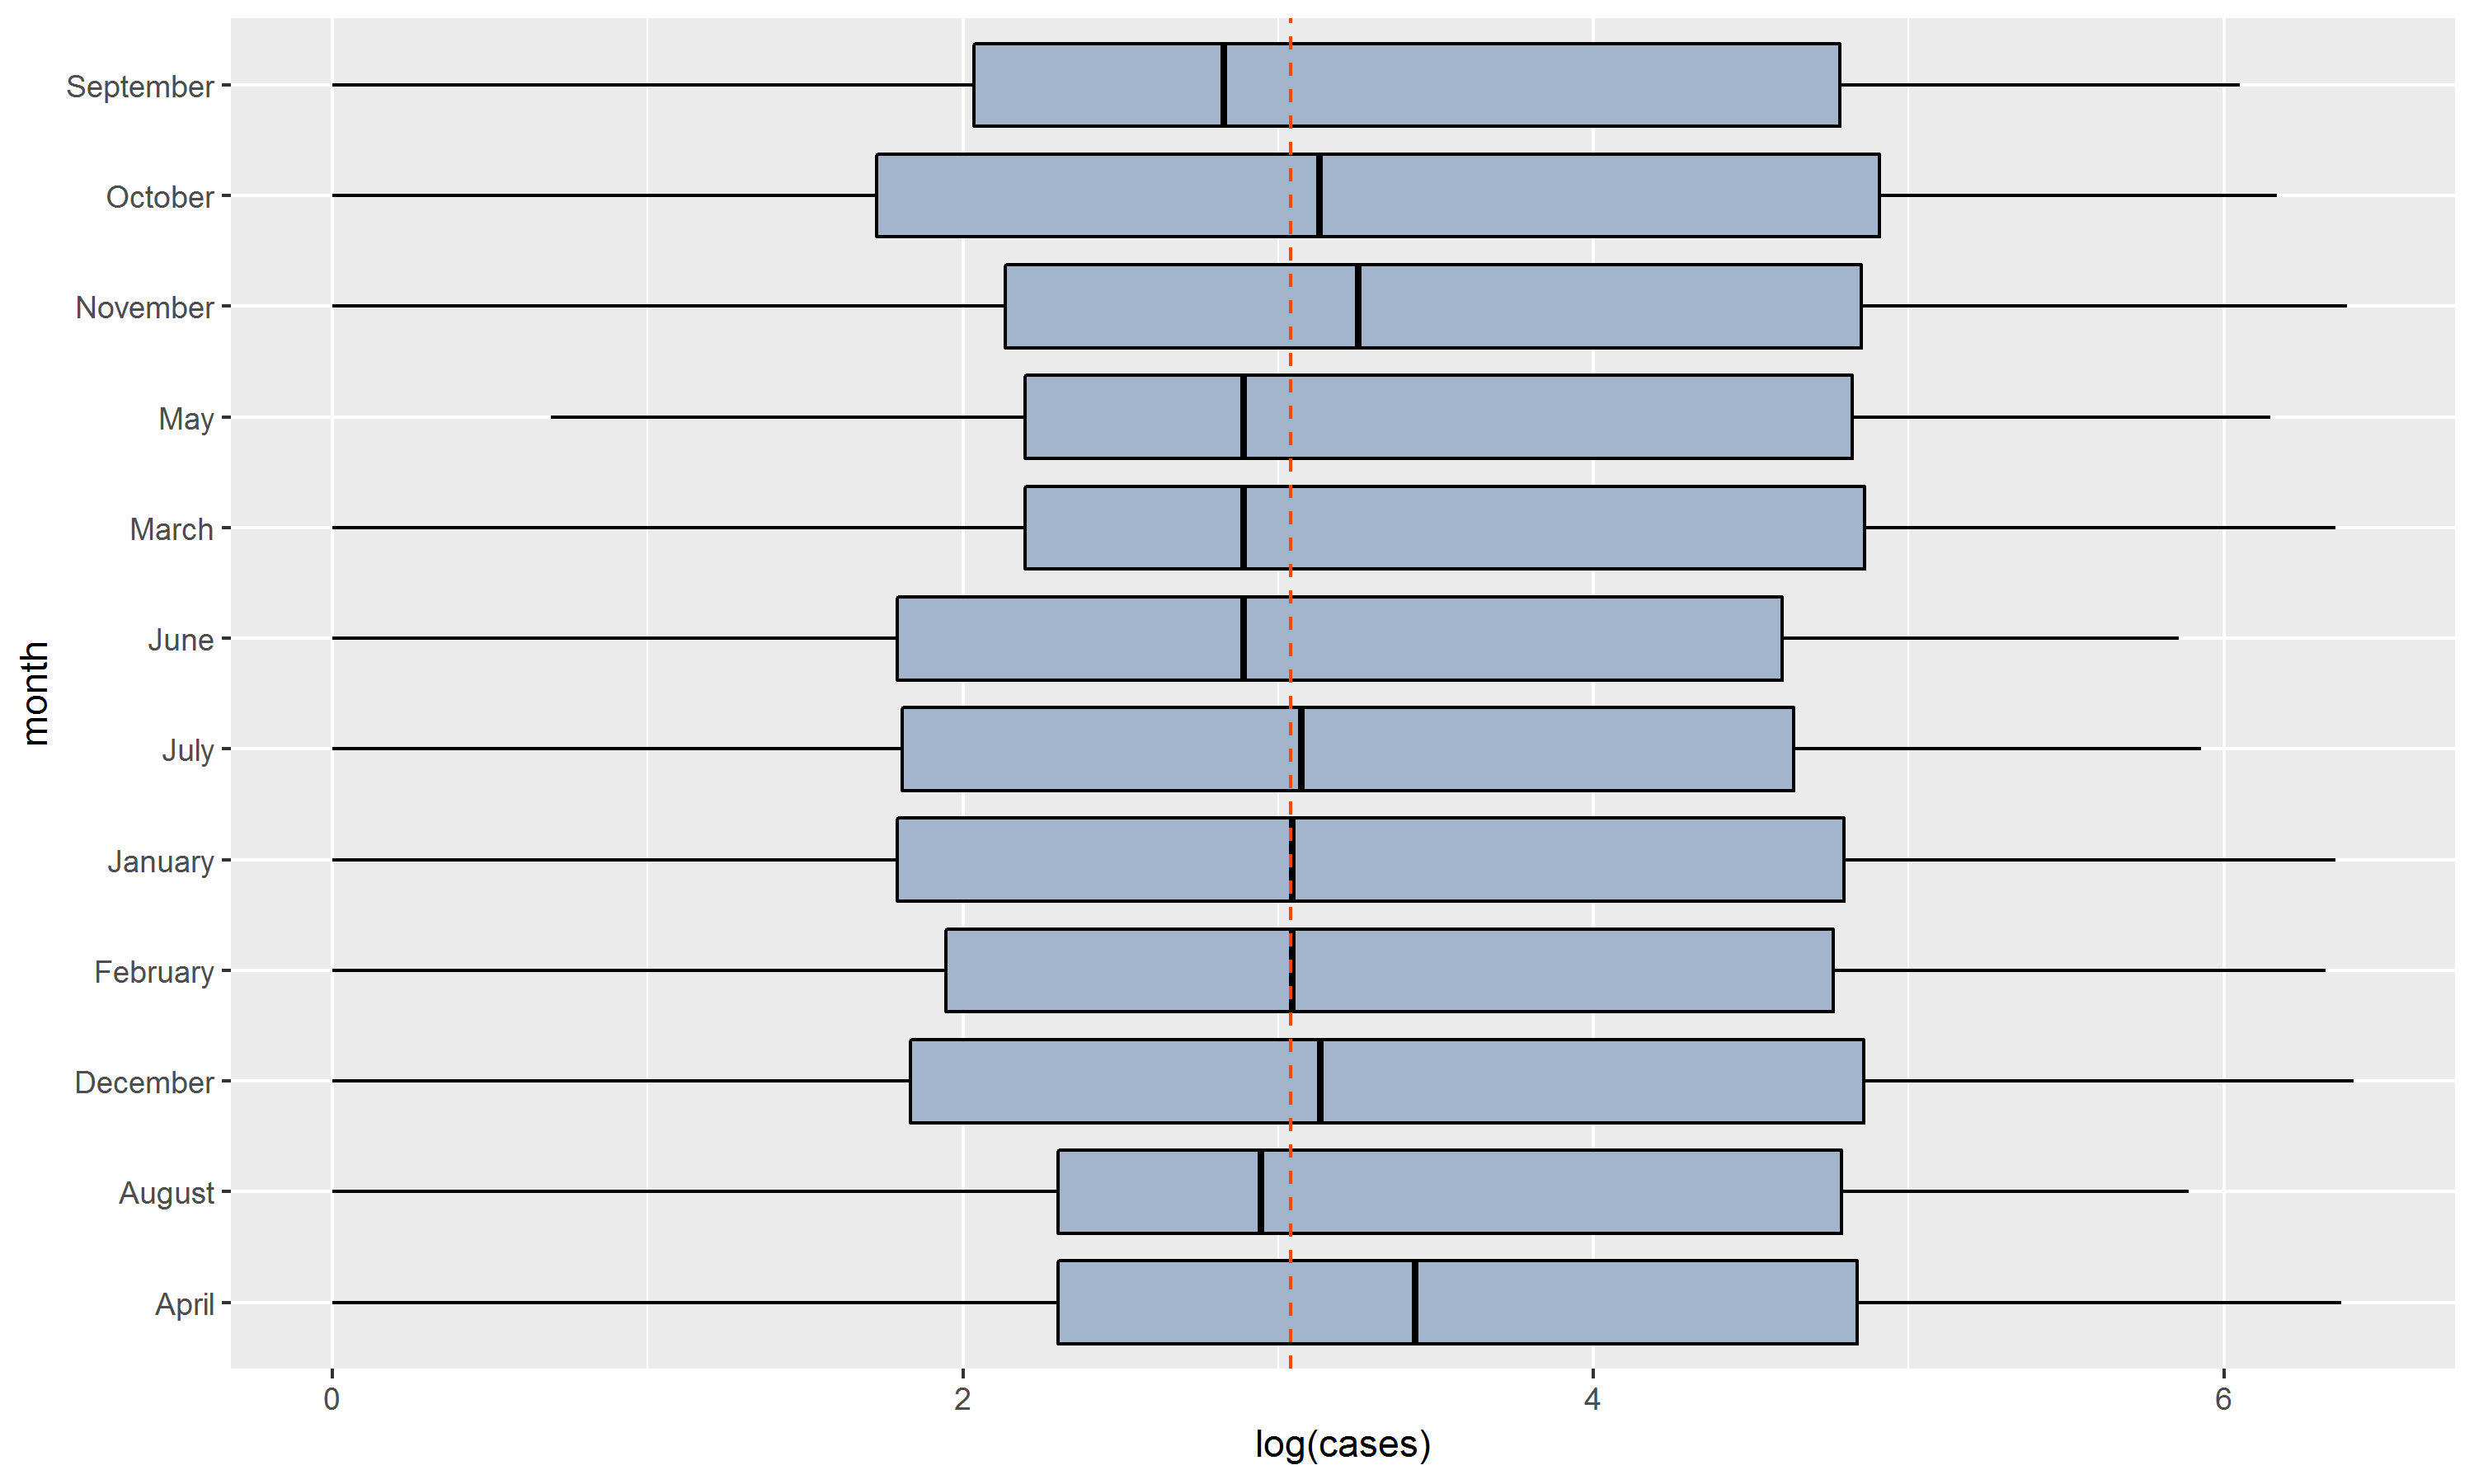 September
October
November
May
March
June
July
January
February
December
August
April
month
0 2 4 6
log(cases)